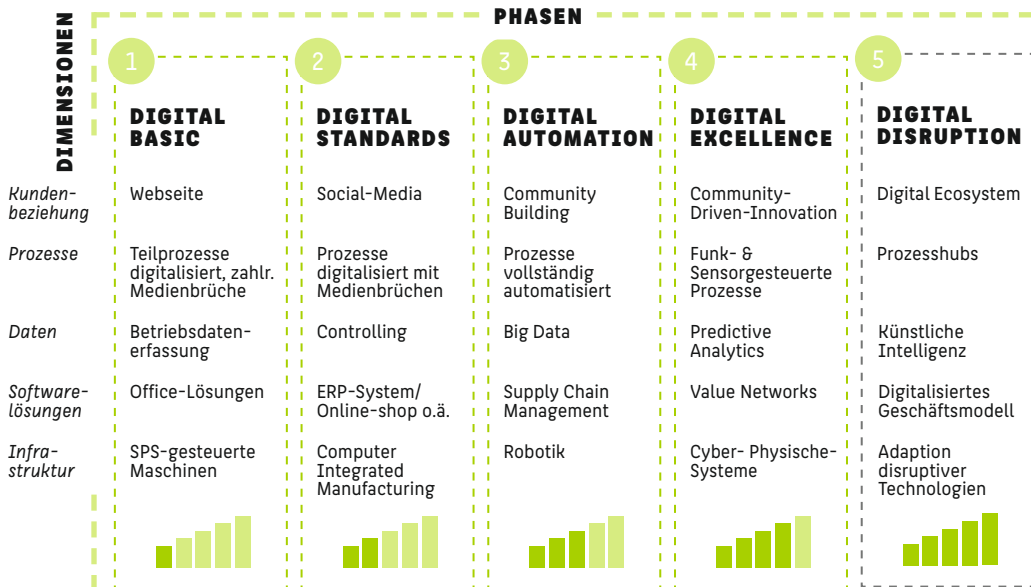 PHASEN
DIMENSIONEN
1
2
3
4
5
DIGITAL
BASIC
DIGITAL
STANDARDS
DIGITAL
AUTOMATION
DIGITAL
EXCELLENCE
DIGITAL
DISRUPTION
Kunden-
beziehung
Webseite
Social-Media
Community
Building
Community-
Driven-Innovation
Digital Ecosystem
Prozesse
Teilprozesse
digitalisiert, zahlr.
Medienbrüche
Prozesse
digitalisiert mit
Medienbrüchen
Prozesse
vollständig
automatisiert
Funk- &
Sensorgesteuerte
Prozesse
Prozesshubs
Daten
Betriebsdaten-
erfassung
Controlling
Big Data
Predictive
Analytics
Künstliche
Intelligenz
Software-
lösungen
Office-Lösungen
ERP-System/
Online-shop o.ä.
Supply Chain
Management
Value Networks
Digitalisiertes
Geschäftsmodell
Infra-
struktur
SPS-gesteuerte
Maschinen
Computer
Integrated
Manufacturing
Robotik
Cyber- Physische-
Systeme
Adaption
disruptiver
Technologien